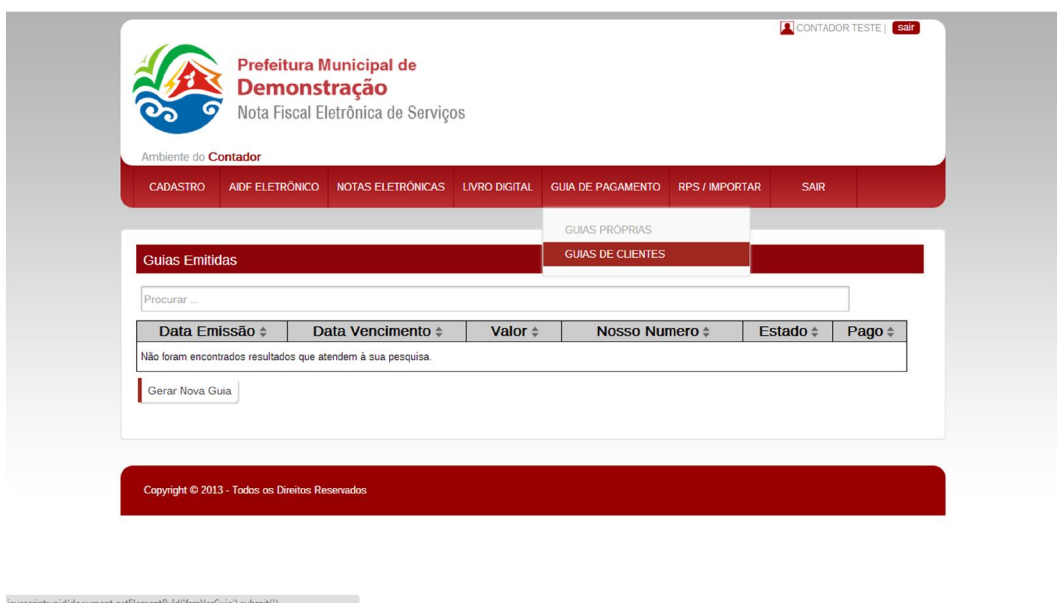 CONTADOR TESTE | sair
Prefeitura Municipal de
Demonstração
Nota Fiscal Eletrônica de Serviços
Ambiente do Contador
CADASTRO AIDF ELETRÔNICO NOTAS ELETRÔNICAS LIVRO DIGITAL GUIA DE PAGAMENTO RPS / IMPORTAR SAIR
GUIAS PRÓPRIAS
GUIAS DE CLIENTES
Guias Emitidas
Procurar ...
Data Emissão Data Vencimento Valor Nosso Numero Estado Pago
Não foram encontrados resultados que atendem à sua pesquisa.
Gerar Nova Guia
Copyright © 2013 - Todos os Direitos Reservados